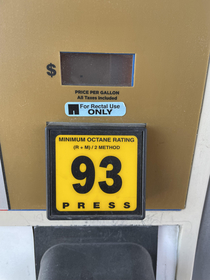 $
PRICE PER GALLON
All Taxes Included
For Rectal Use
ONLY
MINIMUM OCTANE RATING
(R + M) / 2 METHOD
93
PRESS